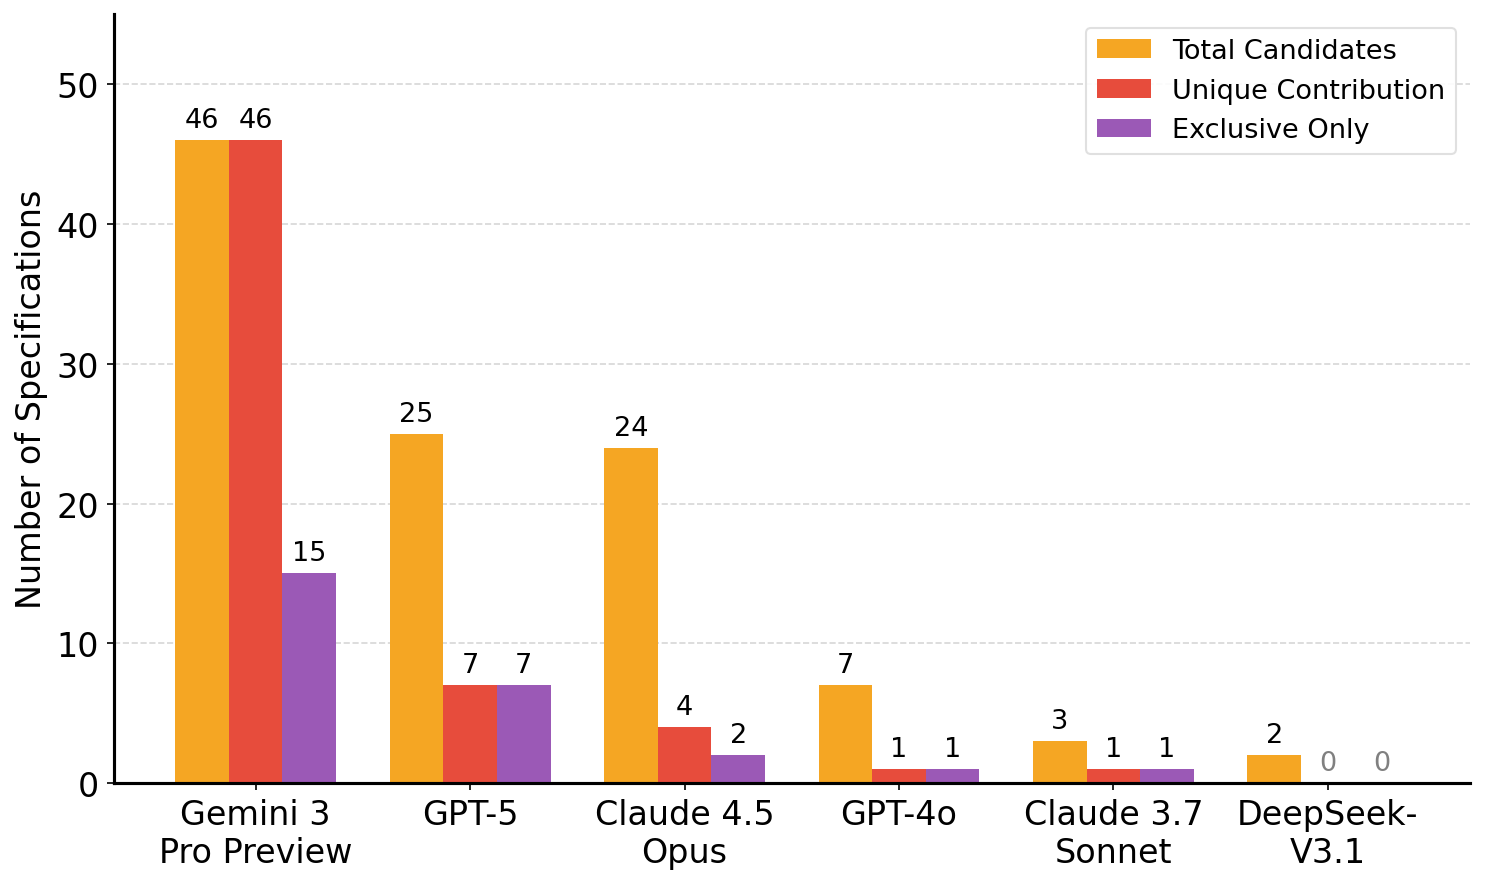 Total Candidates
Unique Contribution
Exclusive Only
Number of Specifications
50
40
30
20
10
0
46 46 15
25 7 7
24 4 2
7 1 1
3 1 1
2 0 0
Gemini 3
Pro Preview
GPT-5
Claude 4.5
Opus
GPT-4o
Claude 3.7
Sonnet
DeepSeek-
V3.1